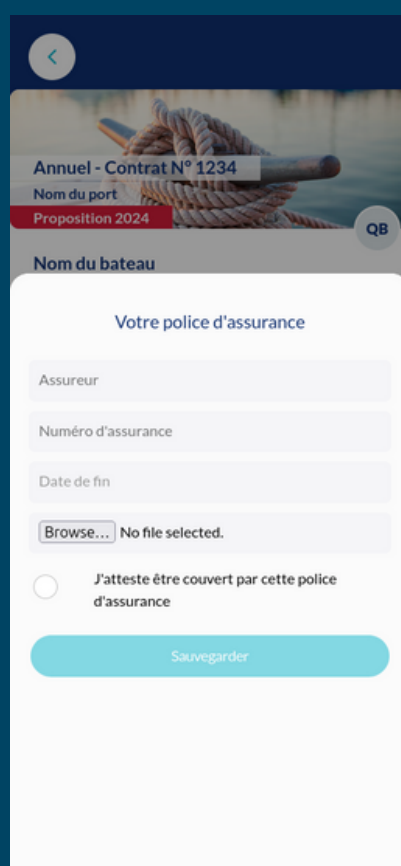 Annuel - Contrat N° 1234
Nom du port
Proposition 2024
QB
Nom du bateau
Votre police d'assurance
Assureur
Numéro d'assurance
Date de fin
Browse... No file selected.
J'atteste être couvert par cette police
d'assurance
Sauvegarder